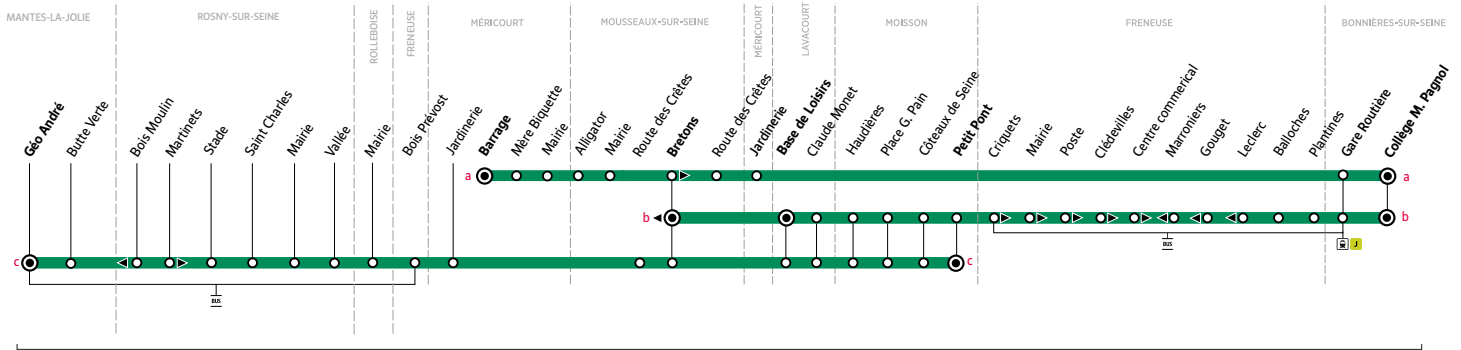 MANTES-LA-JOLIE
ROSNY-SUR-SEINE
ROLLEBOISE
FRENEUSE
MÉRICOURT
MOUSSEAUX-SUR-SEINE
MÉRICOURT
LAVACOURT
MOISSON
FRENEUSE
BONNIÈRES-SUR-SEINE
Géo André
Butte Verte
Bois Moulin
Martinets
Stade
Saint Charles
Mairie
Vallée
Mairie
Bois Prévost
Jardinerie
Barrage
Mère Biquette
Mairie
Alligator
Mairie
Route des Crêtes
Bretons
Route des Crêtes
Jardinerie
Base de Loisirs
Claude Monet
Haudières
Place G. Pain
Côteaux de Seine
Petit Pont
Criquets
Mairie
Poste
Clédevilles
Centre commerical
Marroniers
Gouget
Leclerc
Balloches
Plantines
Gare Routière
Collège M. Pagnol
a
a
b
b
BUS
J
c
c
BUS